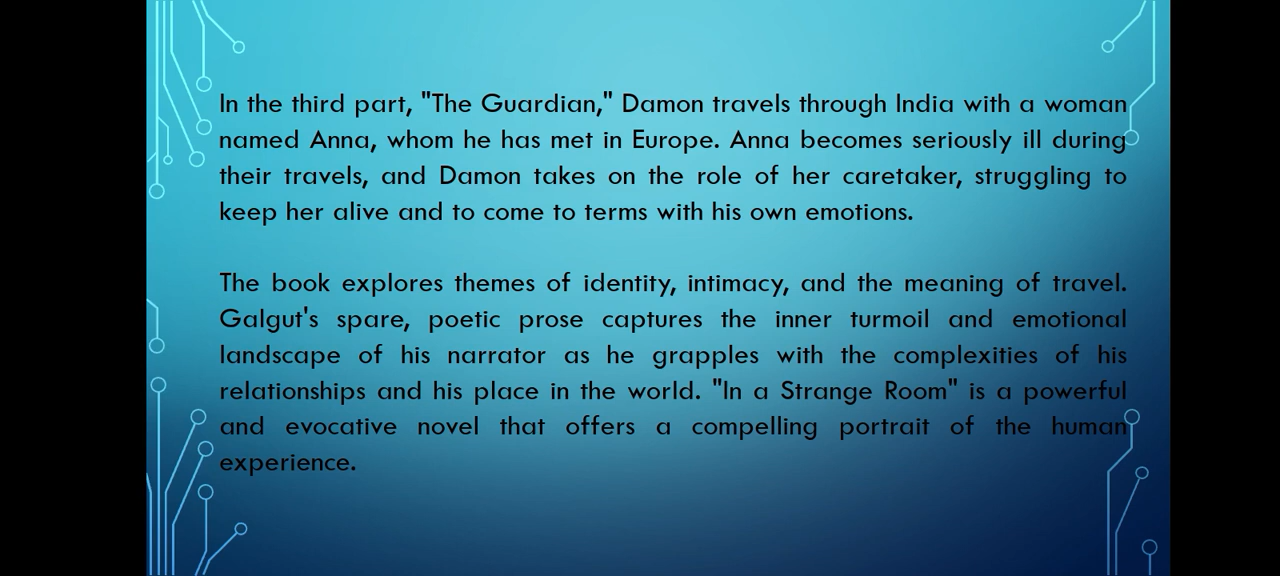 In the third part, "The Guardian," Damon travels through India with a woman
named Anna, whom he has met in Europe. Anna becomes seriously ill during
their travels, and Damon takes on the role of her caretaker, struggling to
keep her alive and to come to terms with his own emotions.
The book explores themes of identity, intimacy, and the meaning of travel.
Galgut's spare, poetic prose captures the inner turmoil and emotional
landscape of his narrator as he grapples with the complexities of his
relationships and his place in the world. "In a Strange Room" is a powerful
and evocative novel that offers a compelling portrait of the human
experience.